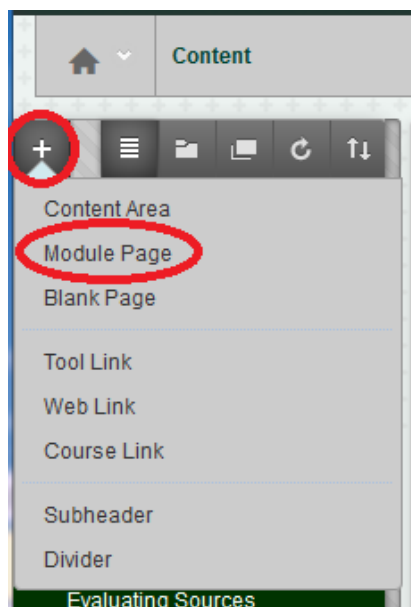 Content
Content Area
Module Page
Blank Page
Tool Link
Web Link
Course Link
Subheader
Divider
Evaluating Sources